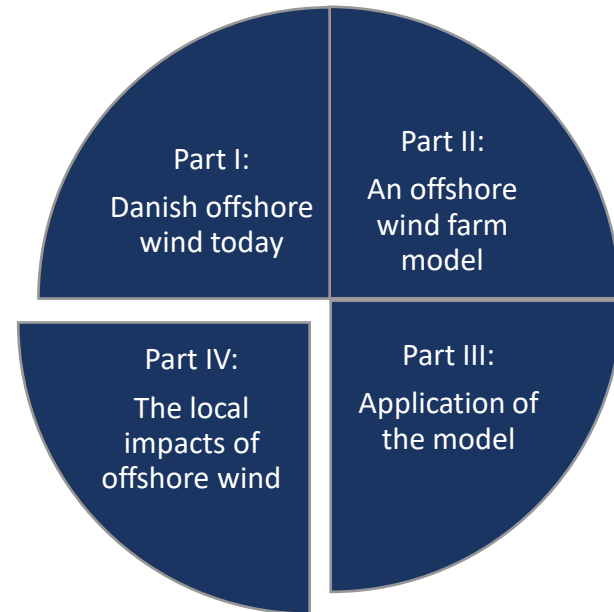 Part I:
Danish offshore
wind today
Part II:
An offshore
wind farm
model
Part III:
Application of
the model
Part IV:
The local
impacts of
offshore wind